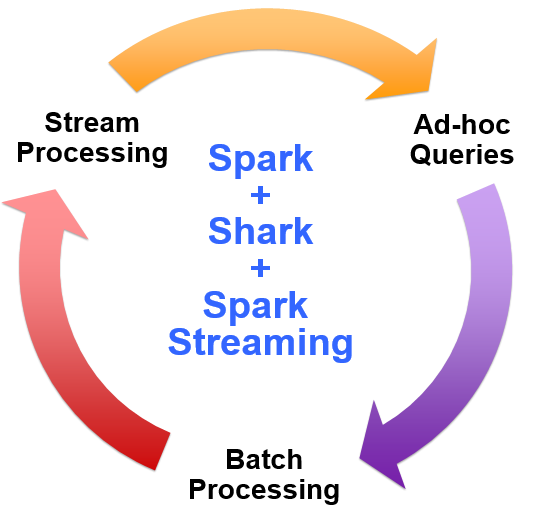 Stream
Processing
Ad-hoc
Queries
Spark
+
Shark
+
Spark
Streaming
Batch
Processing